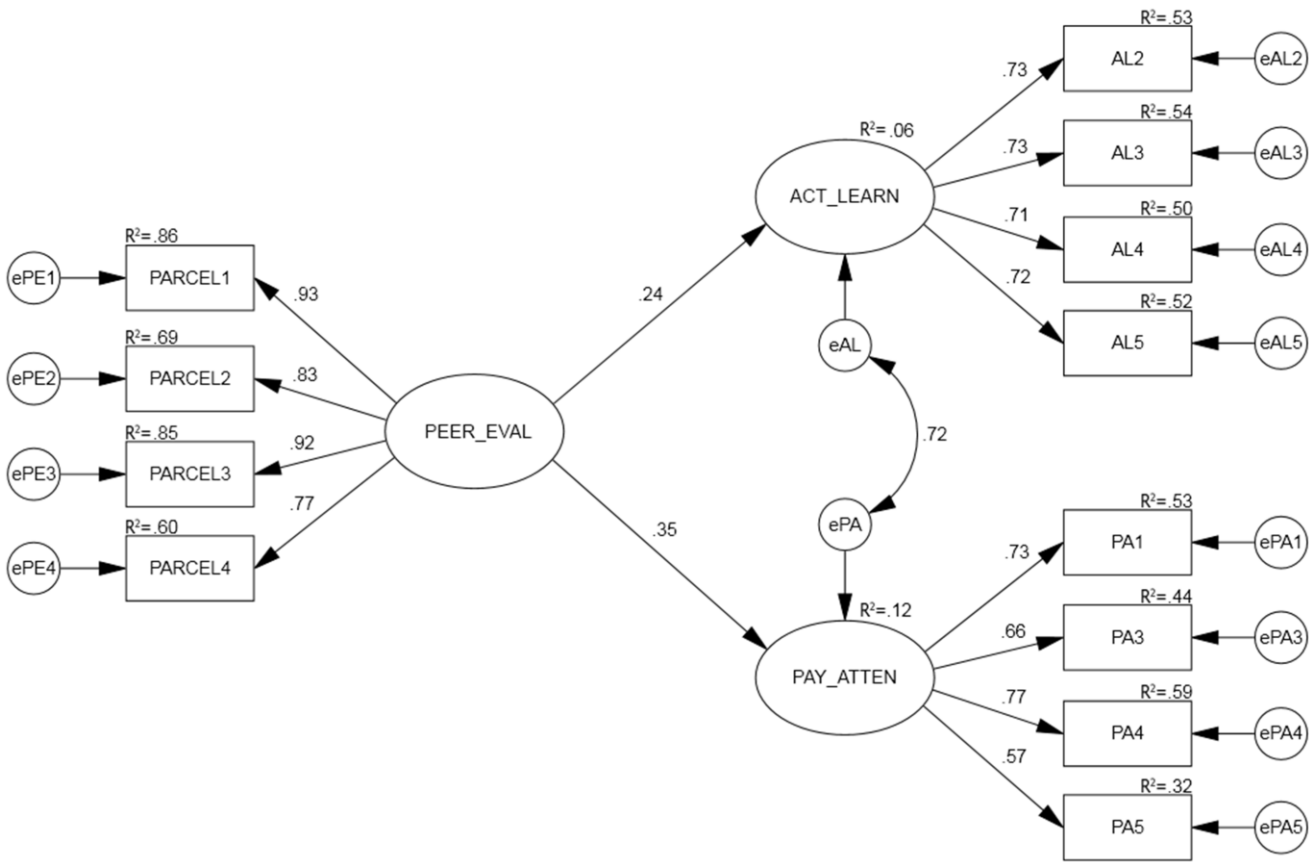 R²=.86
ePE1
PARCEL1
.93
R²=.69
ePE2
PARCEL2
.83
R²=.85
ePE3
PARCEL3
.92
R²=.60
ePE4
PARCEL4
.77
PEER_EVAL
.24
.35
R²=.06
ACT_LEARN
eAL
.72
ePA
R²=.12
PAY_ATTEN
R²=.53
.73
AL2
eAL2
R²=.54
.73
AL3
eAL3
R²=.50
.71
AL4
eAL4
R²=.52
.72
AL5
eAL5
R²=.53
.73
PA1
ePA1
R²=.44
.66
PA3
ePA3
R²=.59
.77
PA4
ePA4
R²=.32
.57
PA5
ePA5